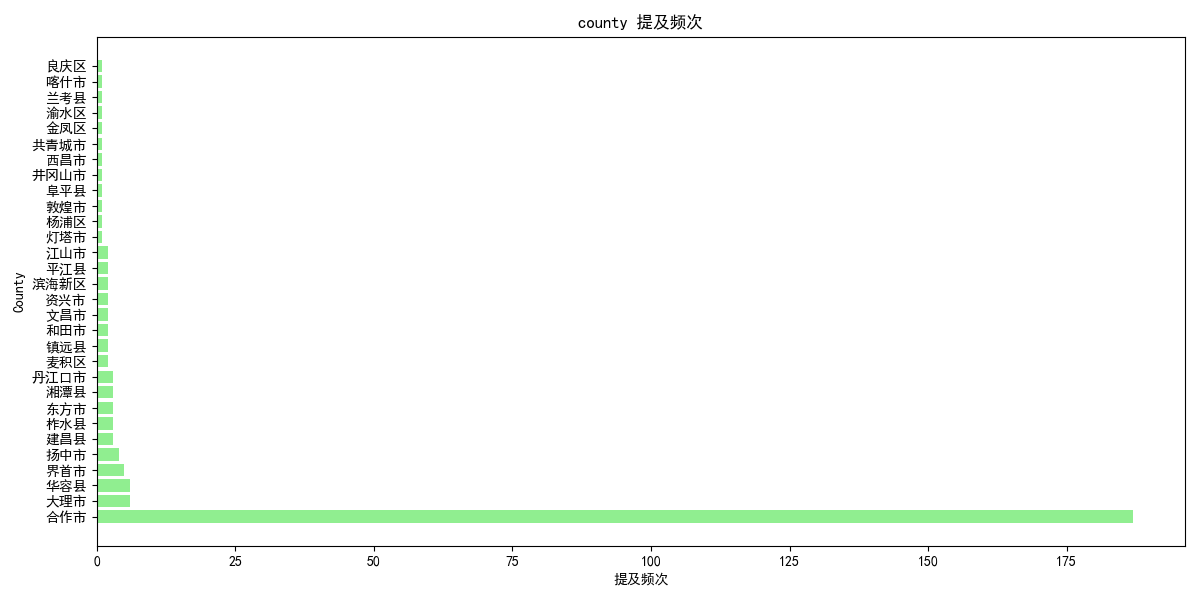 county 提及频次
County
良庆区
喀什市
兰考县
渝水区
金凤区
共青城市
西昌市
井冈山市
阜平县
敦煌市
杨浦区
灯塔市
江山市
平江县
滨海新区
资兴市
文昌市
和田市
镇远县
麦积区
丹江口市
湘潭县
东方市
柞水县
建昌县
扬中市
界首市
华容县
大理市
合作市
0 25 50 75 100 125 150 175
提及频次